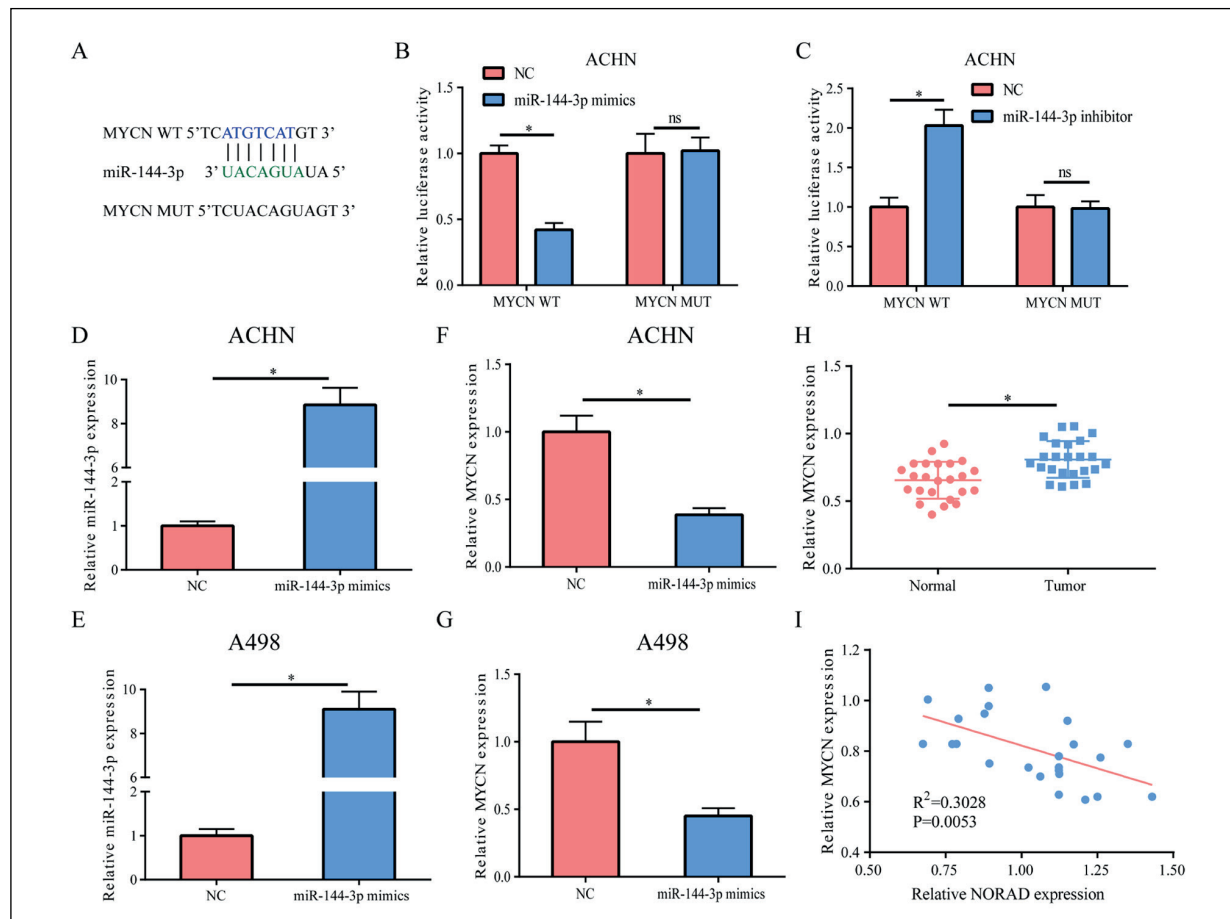 A
MYCN WT 5’TCATGTCATGT 3’
miR-144-3p 3’UACAGUAUA 5’
MYCN MUT 5’TCUACAGUAGT 3’
B
ACHN
NC
miR-144-3p mimics
Relative luciferase activity
1.5
1.0
0.5
0.0
*
ns
MYCN WT
MYCN MUT
C
ACHN
NC
miR-144-3p inhibitor
Relative luciferase activity
2.5
2.0
1.5
1.0
0.5
0.0
*
ns
MYCN WT
MYCN MUT
D
ACHN
Relative miR-144-3p expression
10
8
6
2
1
0
*
NC
miR-144-3p mimics
F
ACHN
Relative MYCN expression
1.5
1.0
0.5
0.0
*
NC
miR-144-3p mimics
H
Relative MYCN expression
1.5
1.0
0.5
0.0
*
Normal
Tumor
E
A498
Relative miR-144-3p expression
10
8
6
2
1
0
*
NC
miR-144-3p mimics
G
A498
Relative MYCN expression
1.5
1.0
0.5
0.0
*
NC
miR-144-3p mimics
I
Relative MYCN expression
1.2
1.0
0.8
0.6
0.4
R2=0.3028
P=0.0053
0.50
0.75
1.00
1.25
1.50
Relative NORAD expression